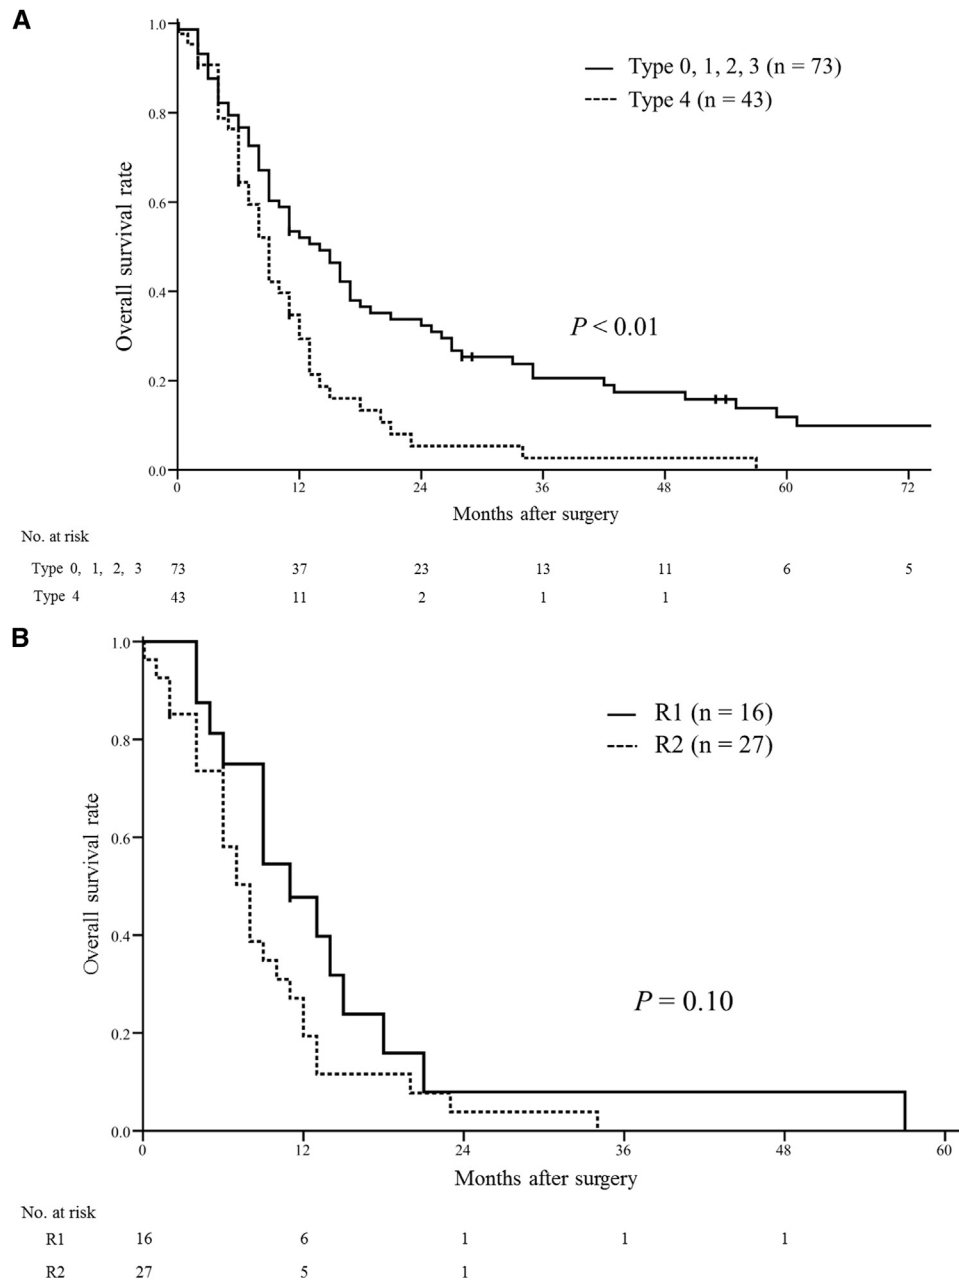 A
Overall survival rate
1.0
0.8
0.6
0.4
0.2
0.0
Type 0, 1, 2, 3 (n = 73)
Type 4 (n = 43)
P < 0.01
0 12 24 36 48 60 72
Months after surgery
No. at risk
Type 0, 1, 2, 3 73 37 23 13 11 6 5
Type 4 43 11 2 1 1
B
Overall survival rate
1.0
0.8
0.6
0.4
0.2
0.0
R1 (n = 16)
R2 (n = 27)
P = 0.10
0 12 24 36 48 60
Months after surgery
No. at risk
R1 16 6 1 1 1
R2 27 5 1